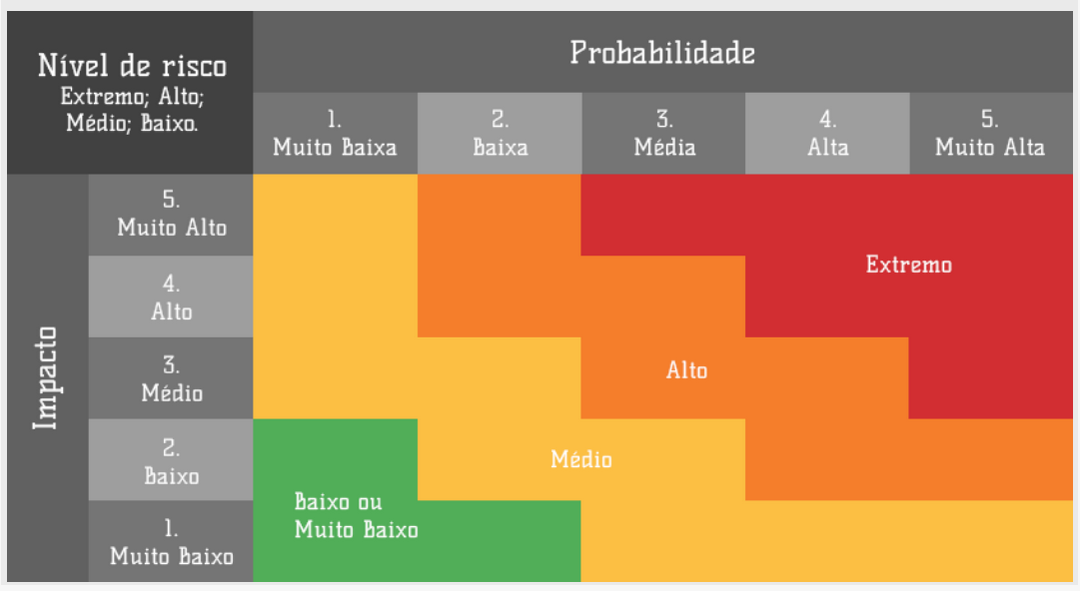 Nível de risco
Extremo; Alto;
Médio; Baixo.
Probabilidade
1.
Muito Baixa
2.
Baixa
3.
Média
4.
Alta
5.
Muito Alta
Impacto
5.
Muito Alto
4.
Alto
3.
Médio
2.
Baixo
1.
Muito Baixo
Extremo
Alto
Médio
Baixo ou
Muito Baixo